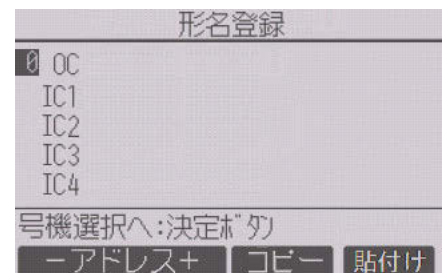 形名登録
0 OC
IC1
IC2
IC3
IC4
号機選択へ:決定ボタン
－アドレス＋ コピー 貼付け